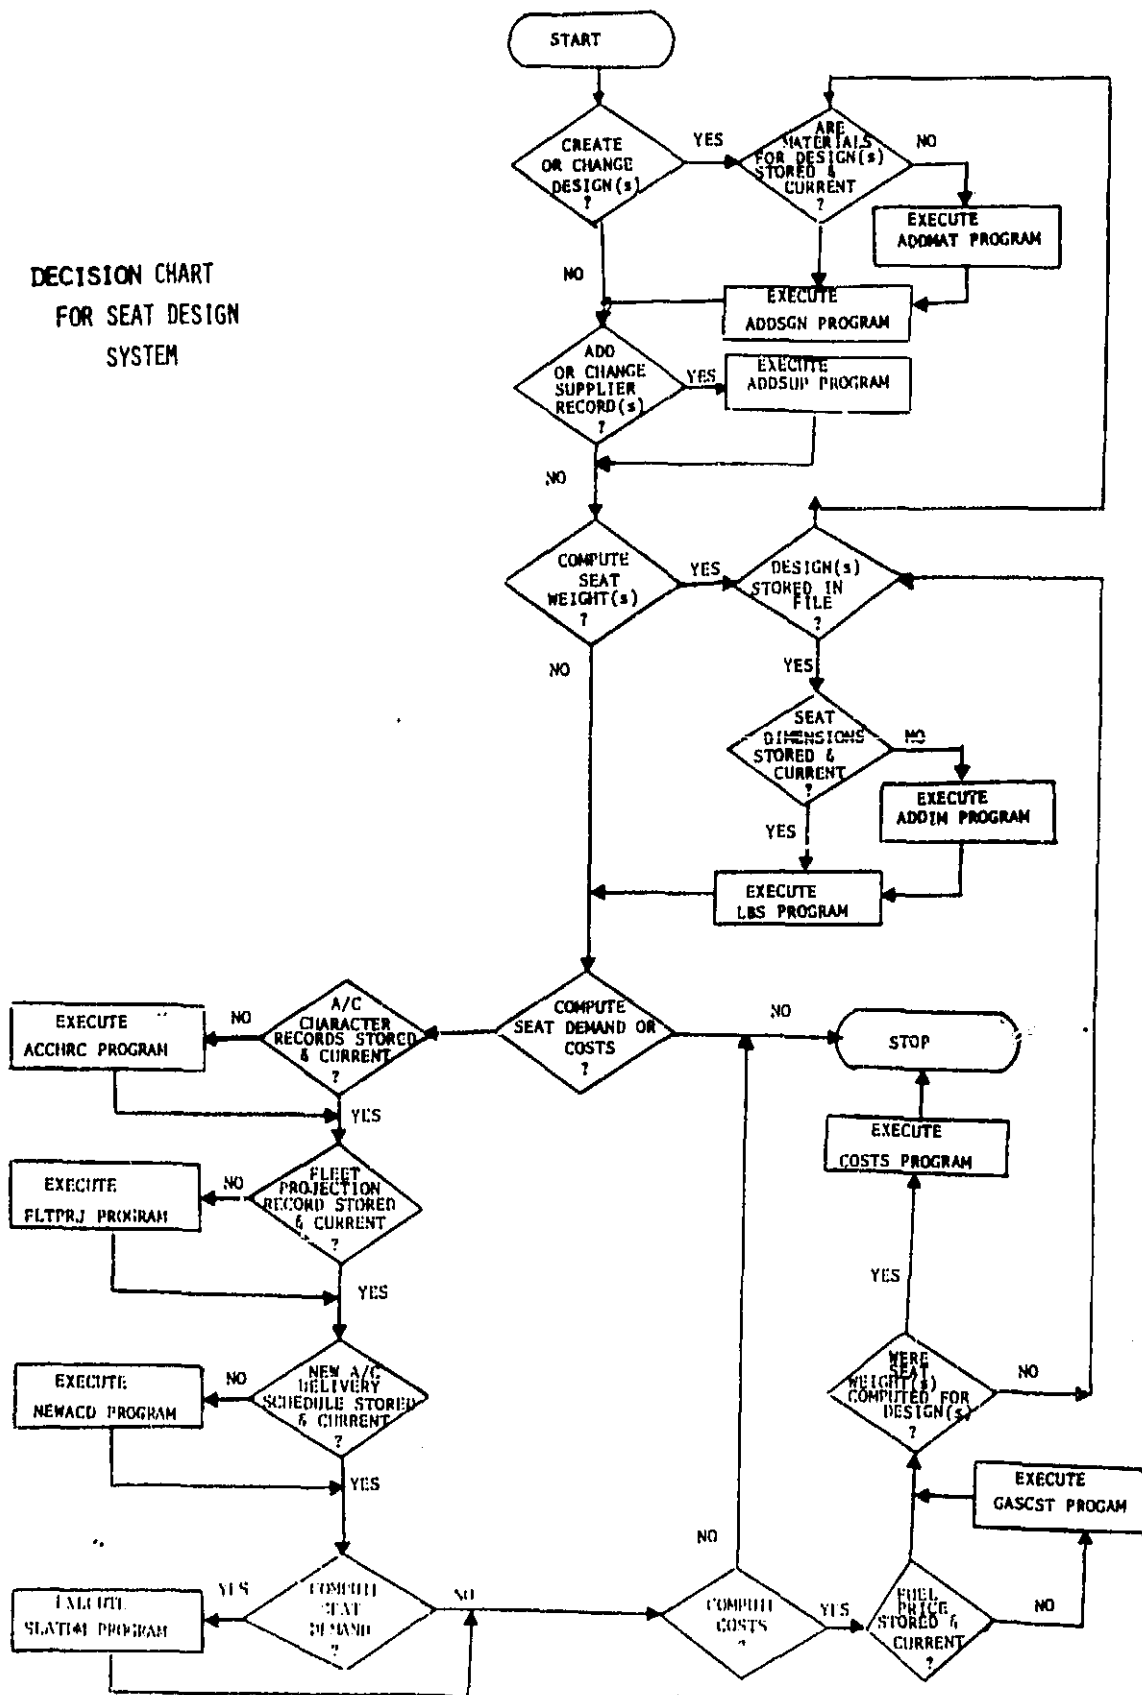 START
CREATE
OR CHANGE
DESIGN(s)
?
YES
ARE
MATERIALS
FOR DESIGN(s)
STORED &
CURRENT
?
NO
EXECUTE
ADDMAT PROGRAM
DECISION CHART
FOR SEAT DESIGN
SYSTEM
NO
EXECUTE
ADDSGN PROGRAM
ADD
OR CHANGE
SUPPLIER
RECORD(s)
?
YES
EXECUTE
ADDSUP PROGRAM
NO
COMPUTE
SEAT
WEIGHT(s)
?
YES
DESIGN(s)
STORED IN
FILE
?
NO
YES
SEAT
DIMENSIONS
STORED &
CURRENT
?
NO
EXECUTE
ADDIM PROGRAM
YES
EXECUTE
LBS PROGRAM
A/C
CHARACTER
RECORDS STORED
& CURRENT
?
NO
EXECUTE
ACCHRC PROGRAM
COMPUTE
SEAT DEMAND OR
COSTS
?
NO
STOP
YES
EXECUTE
COSTS PROGRAM
FLEET
PROJECTION
RECORD STORED
& CURRENT
?
NO
EXECUTE
FLTPRJ PROGRAM
YES
YES
NEW A/C
DELIVERY
SCHEDULE STORED
& CURRENT
?
NO
EXECUTE
NEWACD PROGRAM
WERE
SEAT
WEIGHT(s)
COMPUTED FOR
DESIGN(s)
?
NO
YES
EXECUTE
GASCST PROGAM
NO
COMPUTE
SEAT
DEMAND
?
YES
EXECUTE
PROGRAM
NO
COMPUTE
COSTS
?
YES
FUEL
PRICE
STORED &
CURRENT
?
NO